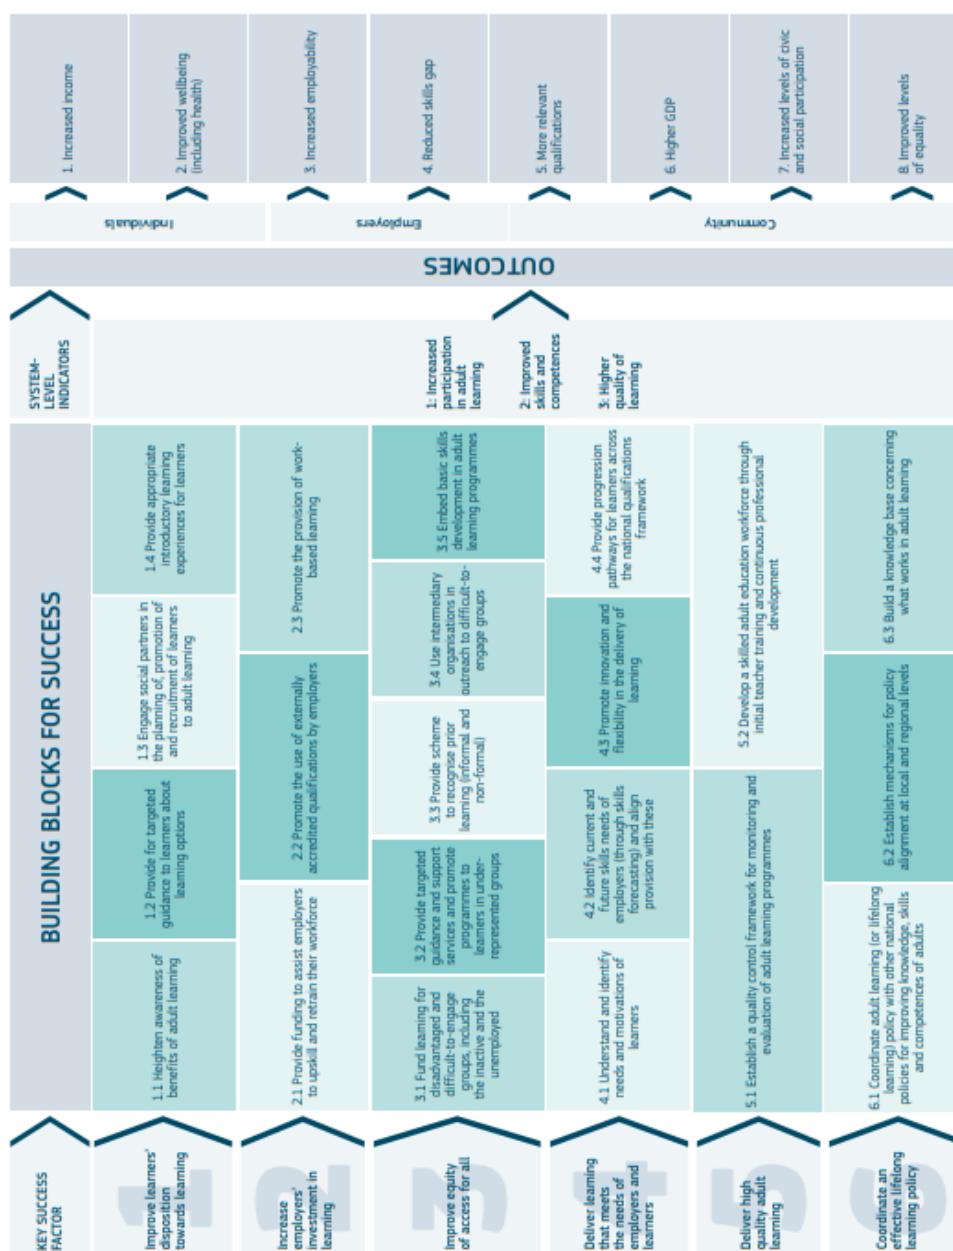 KEY SUCCESS
FACTOR
BUILDING BLOCKS FOR SUCCESS
SYSTEM-
LEVEL
INDICATORS
Improve learners'
disposition
towards learning
1
1.1 Heighten awareness of
benefits of adult learning
1.2 Provide for targeted
guidance to learners about
learning options
1.3 Engage social partners in
the planning of, promotion of
and recruitment of learners
to adult learning
1.4 Provide appropriate
introductory learning
experiences for learners
Increase
employers'
investment in
learning
2
2.1 Provide funding to assist employers
to upskill and retrain their workforce
2.2 Promote the use of externally
accredited qualifications by employers
2.3 Promote the provision of work-
based learning
Improve equity
of access for all
3
3.1 Fund learning for
disadvantaged and
difficult-to-engage
groups, including
the inactive and the
unemployed
3.2 Provide targeted
guidance and support
services and promote
programmes to
learners in under-
represented groups
3.3 Provide scheme
to recognise prior
learning (informal and
non-formal)
3.4 Use intermediary
organisations in
outreach to difficult-to-
engage groups
3.5 Embed basic skills
development in adult
learning programmes
Deliver learning
that meets
the needs of
employers and
learners
4
4.1 Understand and identify
needs and motivations of
learners
4.2 Identify current and
future skills needs of
employers (through skills
forecasting) and align
provision with these
4.3 Promote innovation and
flexibility in the delivery of
learning
4.4 Provide progression
pathways for learners across
the national qualifications
framework
Deliver high
quality adult
learning
5
5.1 Establish a quality control framework for monitoring and
evaluation of adult learning programmes
5.2 Develop a skilled adult education workforce through
initial teacher training and continuous professional
development
Coordinate an
effective lifelong
learning policy
6
6.1 Coordinate adult learning (or lifelong
learning) policy with other national
policies for improving knowledge, skills
and competences of adults
6.2 Establish mechanisms for policy
alignment at local and regional levels
6.3 Build a knowledge base concerning
what works in adult learning
1: Increased
participation
in adult
learning
2: Improved
skills and
competences
3: Higher
quality of
learning
OUTCOMES
Individuals
Employers
Community
1. Increased income
2. Improved wellbeing
(including health)
3. Increased employability
4. Reduced skills gap
5. More relevant
qualifications
6. Higher GDP
7. Increased levels of civic
and social participation
8. Improved levels
of equality